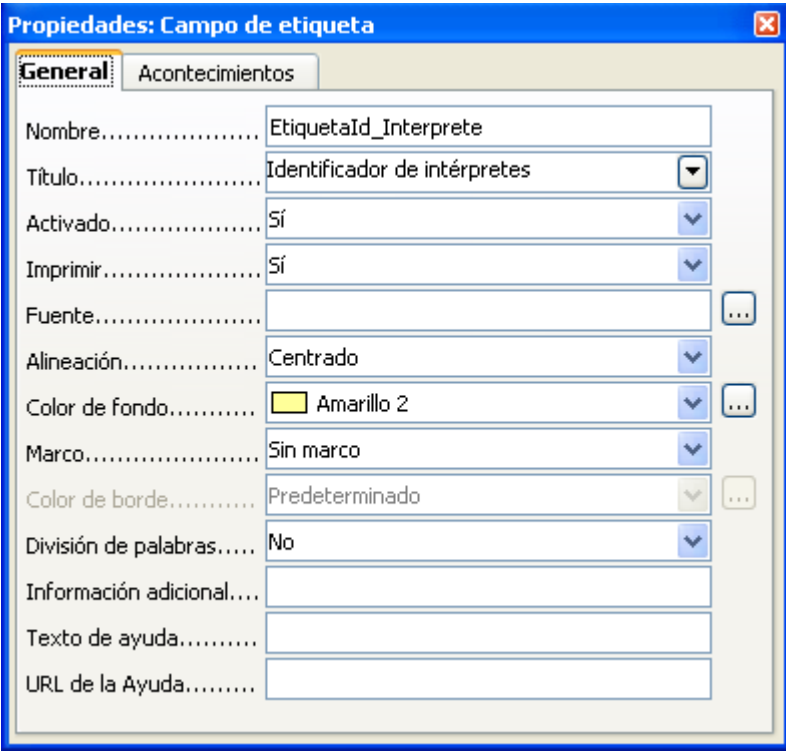 Propiedades: Campo de etiqueta
General Acontecimientos
Nombre.................... EtiquetaId_Interprete
Título....................... Identificador de intérpretes
Activado.................... Sí
Imprimir.................... Sí
Fuente..................... ...
Alineación................. Centrado
Color de fondo........... Amarillo 2 ...
Marco...................... Sin marco
Color de borde........... Predeterminado ...
División de palabras..... No
Información adicional....
Texto de ayuda..........
URL de la Ayuda.........